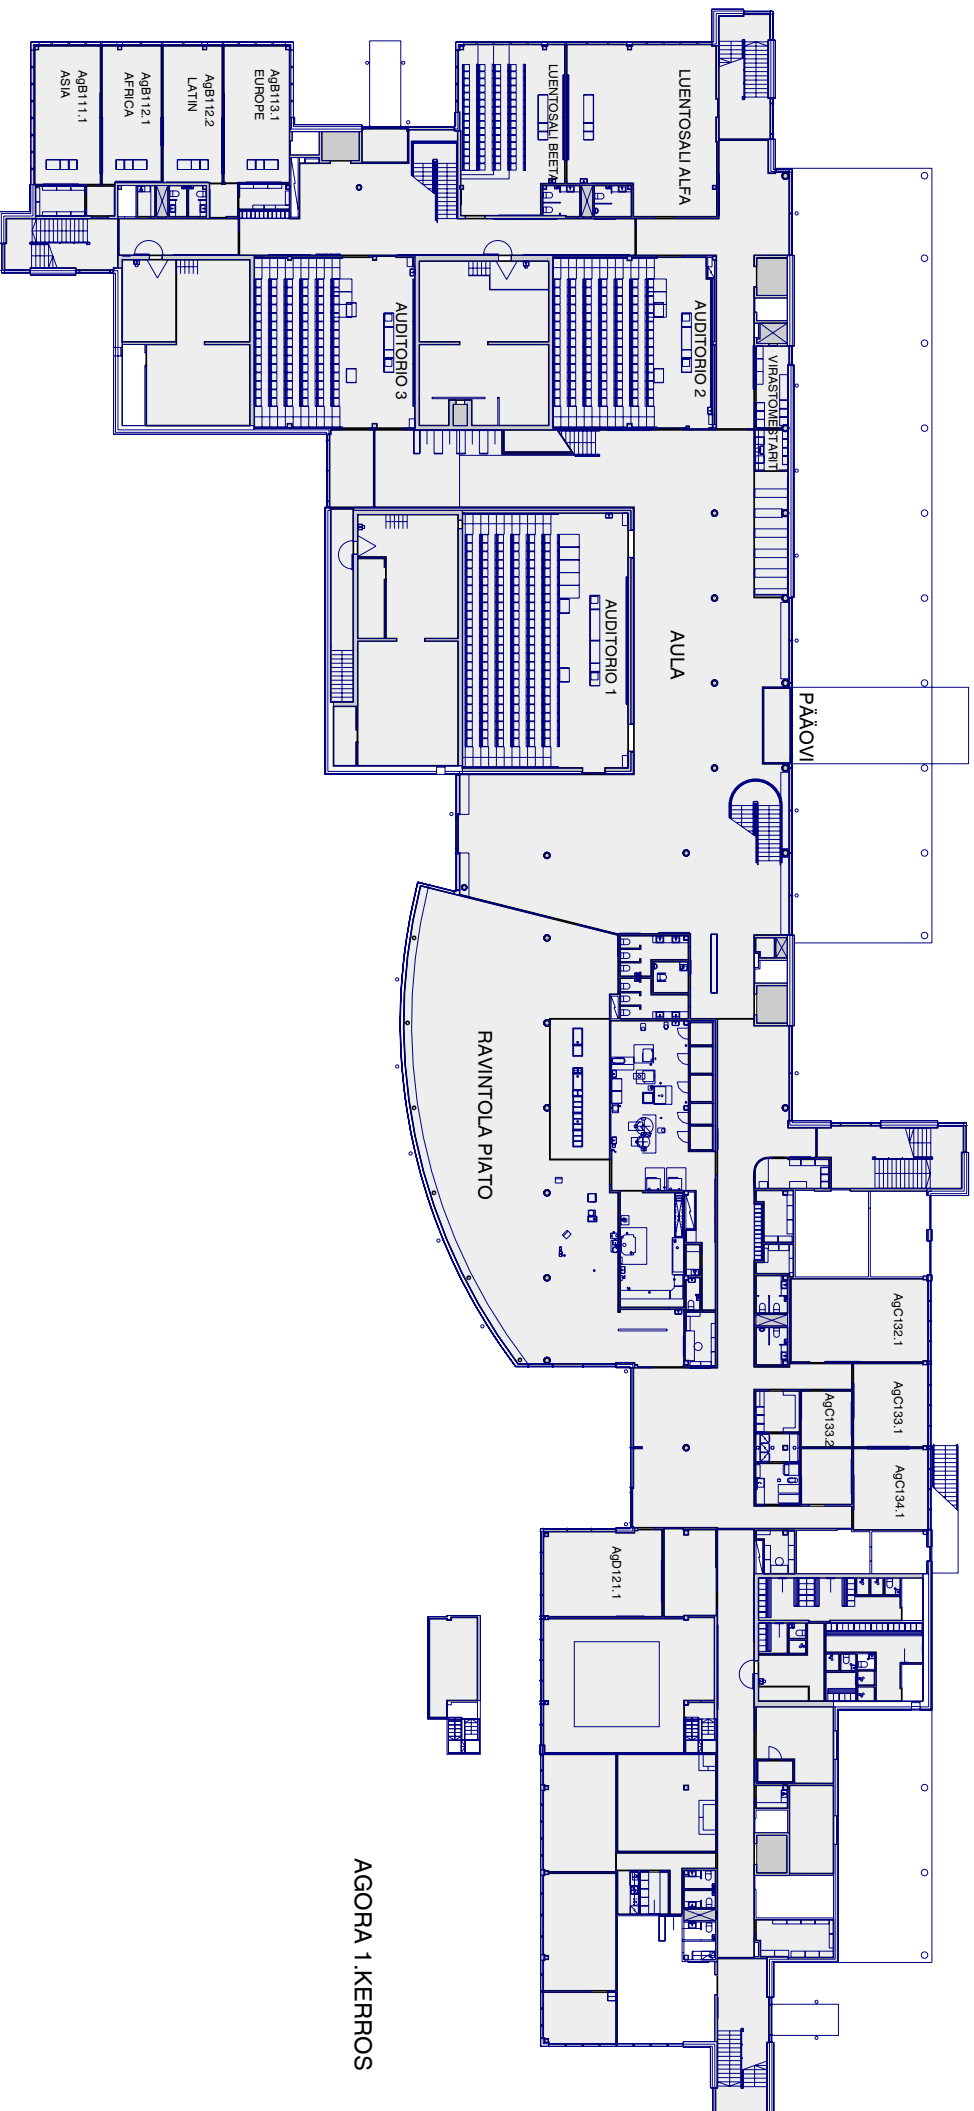 LUENTOSALI ALFA
LUENTOSALI BEETA
AgB113.1
EUROPE
AgB112.2
LATIN
AgB112.1
AFRICA
AgB111.1
ASIA
AUDITORIO 2
AUDITORIO 3
VIRASTOMESTARIT
AUDITORIO 1
AULA
PÄÄOVI
RAVINTOLA PIATO
AgC132.1
AgC133.1
AgC133.2
AgC134.1
AgD121.1
AGORA 1.KERROS